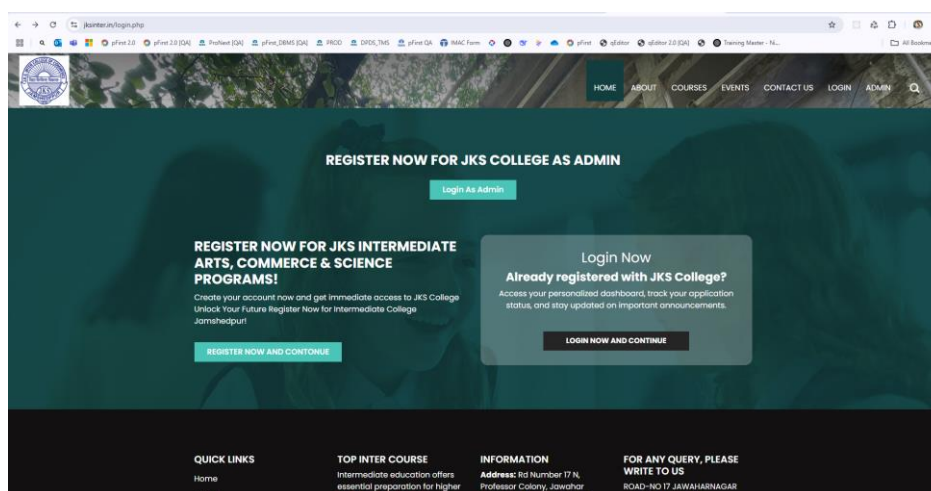 jksinter.in/login.php
pFirst 2.0
pFirst 2.0 [QA]
ProNext [QA]
pFirst_DBMS [QA]
PROD
DPDS_TMS
pFirst QA
IMAC Form
pFirst
qEditor
qEditor 2.0 [QA]
Training Master - N...
All Bookma
JKS
JAMSHEDPUR
HOME ABOUT COURSES EVENTS CONTACT US LOGIN ADMIN
REGISTER NOW FOR JKS COLLEGE AS ADMIN
Login As Admin
REGISTER NOW FOR JKS INTERMEDIATE
ARTS, COMMERCE & SCIENCE
PROGRAMS!
Create your account now and get immediate access to JKS College
Unlock Your Future Register Now for Intermediate College
Jamshedpur!
REGISTER NOW AND CONTONUE
Login Now
Already registered with JKS College?
Access your personalized dashboard, track your application
status, and stay updated on important announcements.
LOGIN NOW AND CONTINUE
QUICK LINKS
Home
TOP INTER COURSE
Intermediate education offers
essential preparation for higher
INFORMATION
Address: Rd Number 17 N,
Professor Colony, Jawahar
FOR ANY QUERY, PLEASE
WRITE TO US
ROAD-NO 17 JAWAHARNAGAR